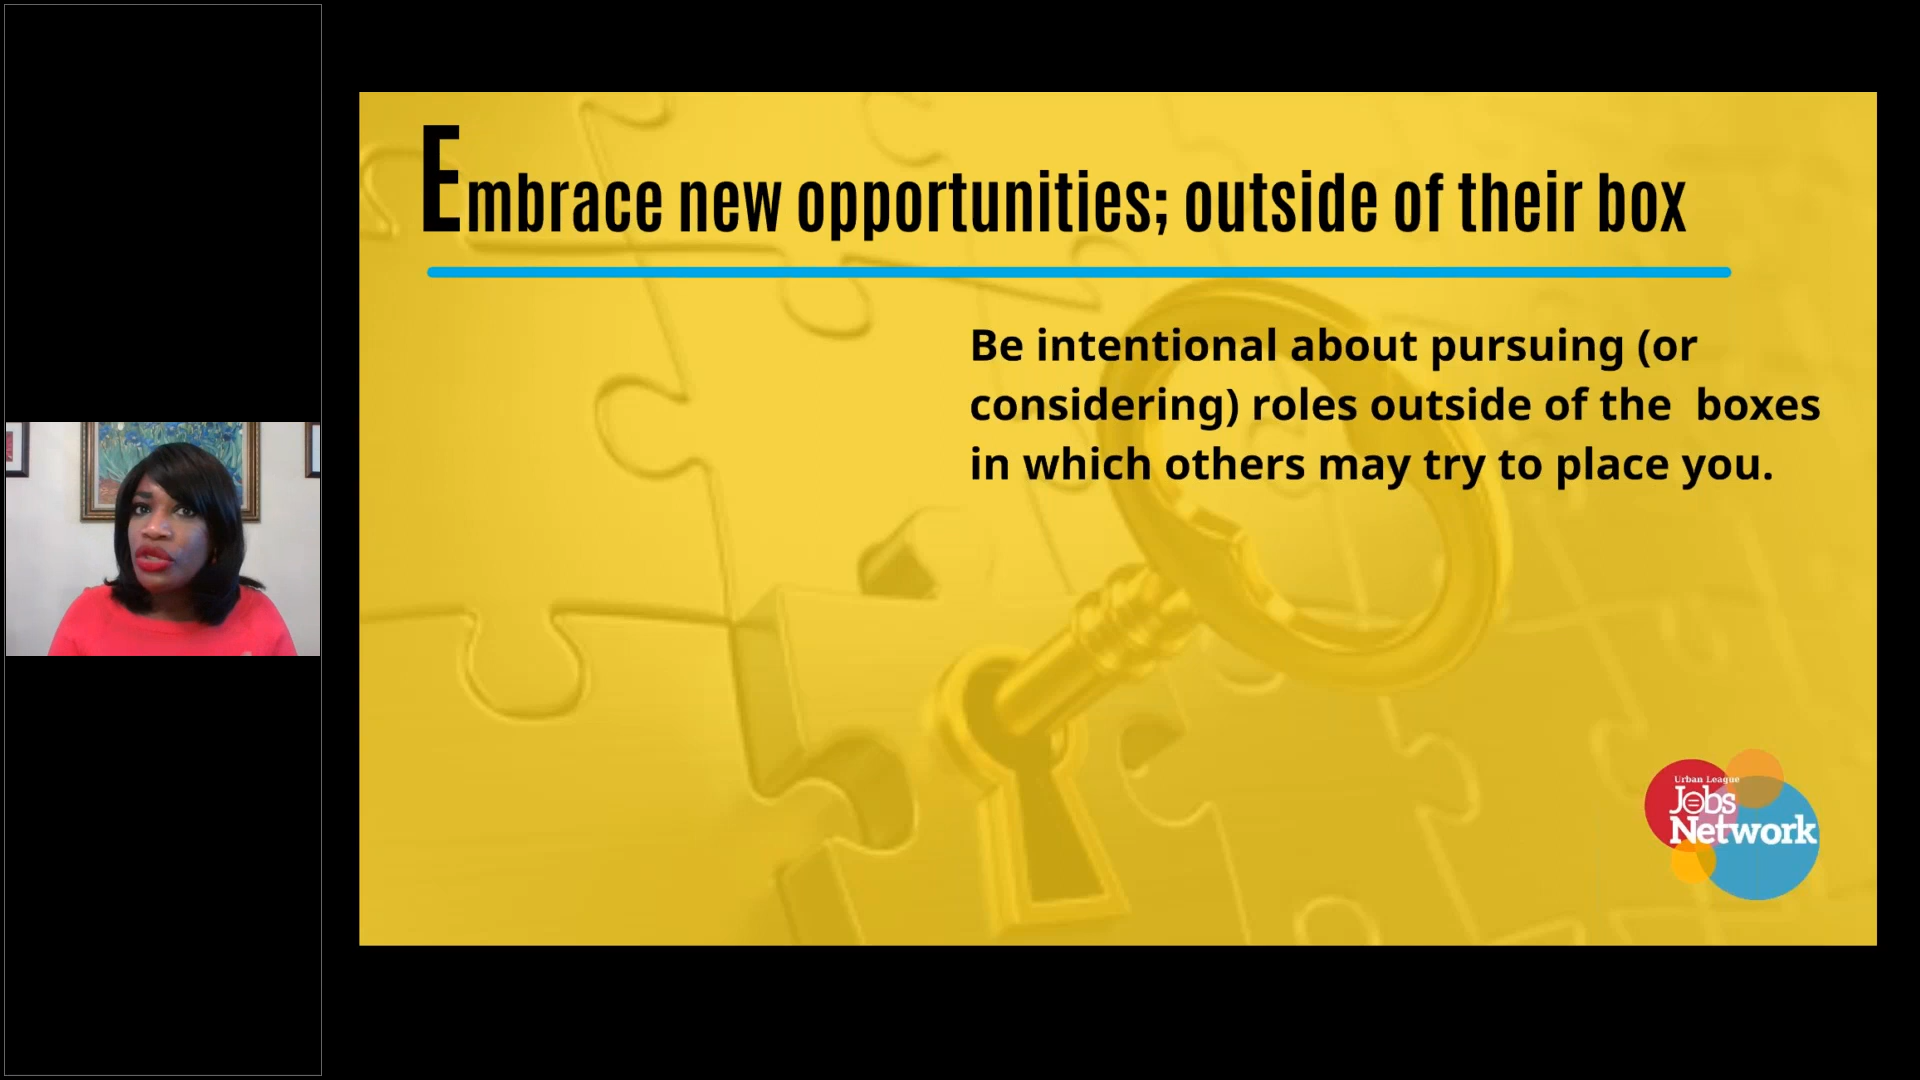 Embrace new opportunities; outside of their box
Be intentional about pursuing (or
considering) roles outside of the  boxes
in which others may try to place you.
Urban League
Jobs
Network